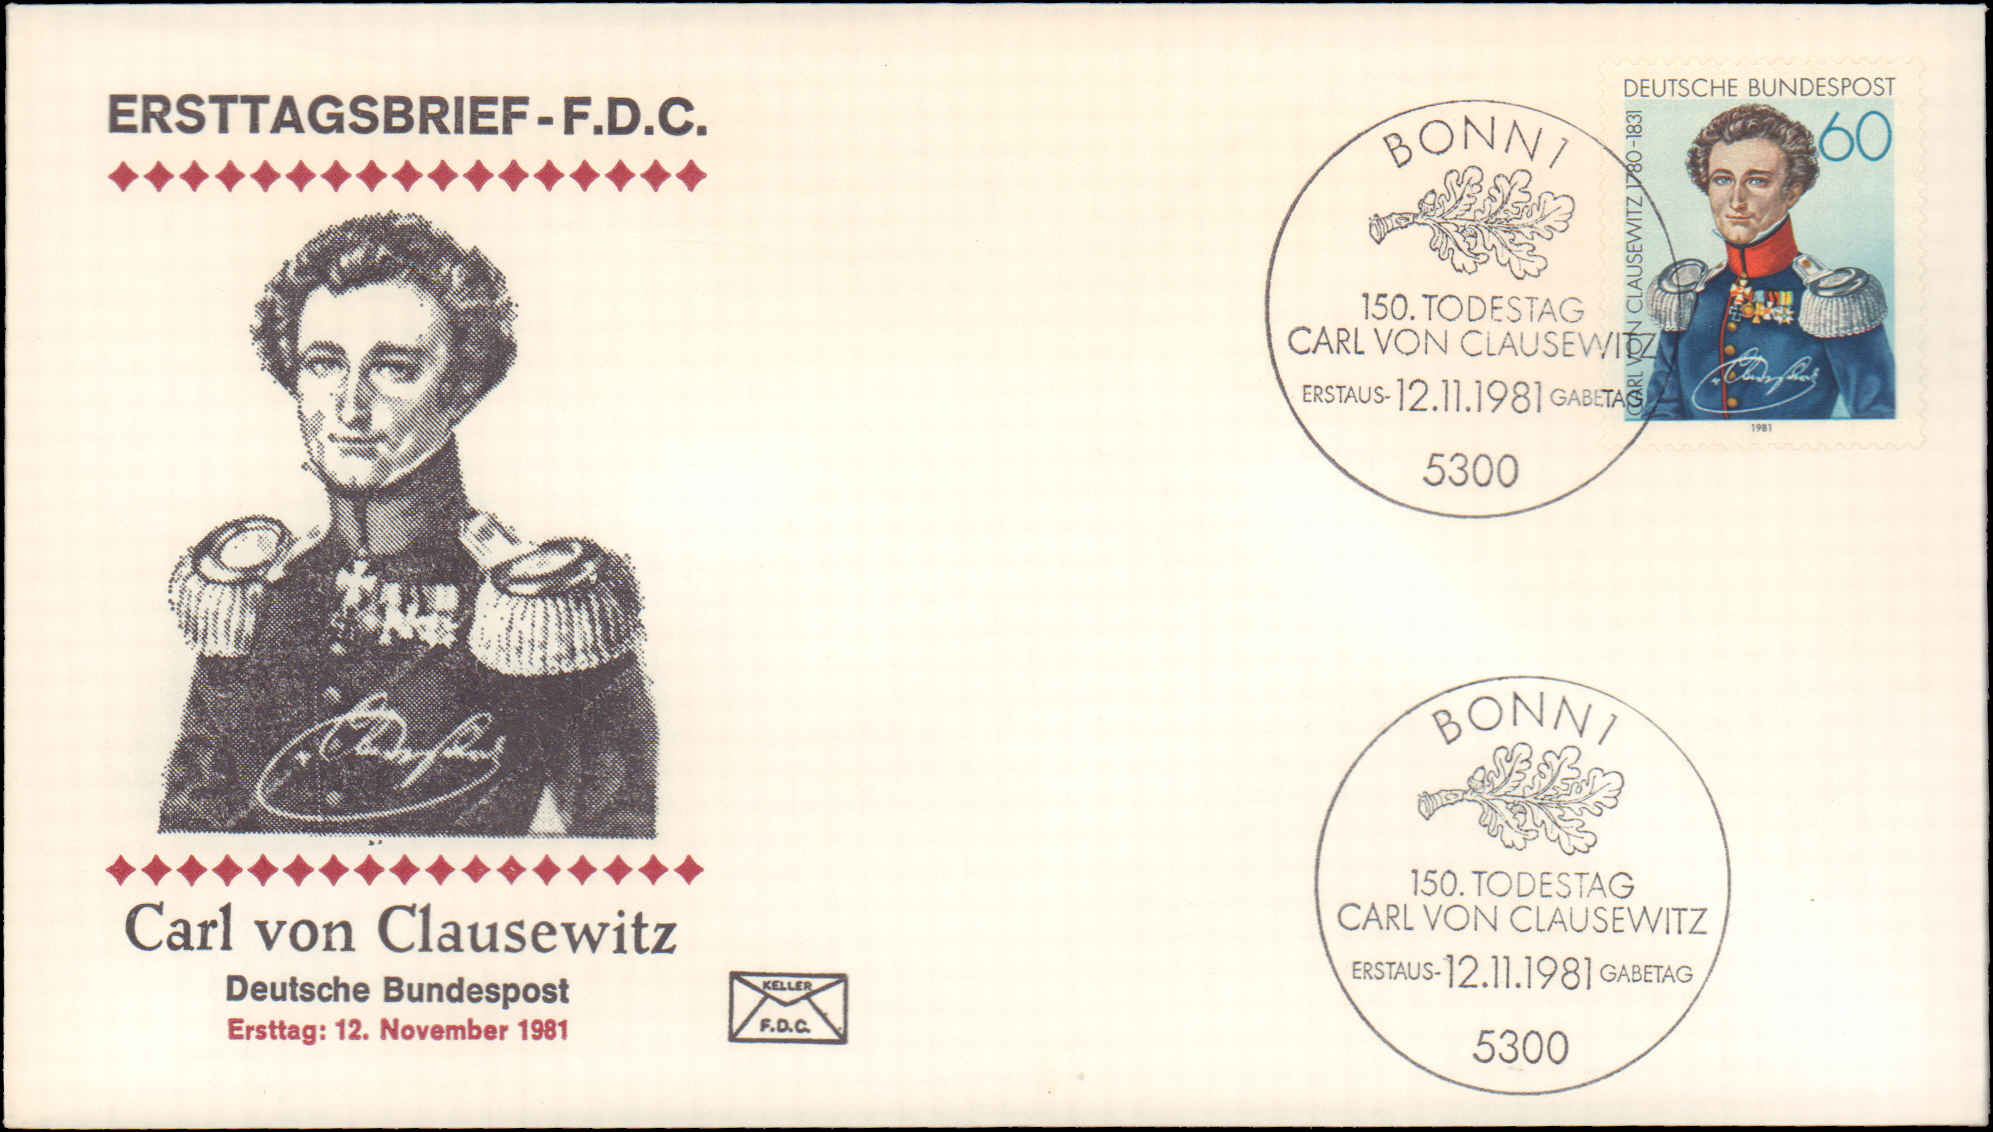 ERSTTAGSBRIEF - F.D.C.
Carl von Clausewitz
Deutsche Bundespost
Ersttag: 12. November 1981
KELLER
F.D.C.
BONN 1
150. TODESTAG
CARL VON CLAUSEWITZ
ERSTAUS- 12.11.1981 GABETAG
5300
DEUTSCHE BUNDESPOST
60
CARL VON CLAUSEWITZ 1780-1831
1981
BONN 1
150. TODESTAG
CARL VON CLAUSEWITZ
ERSTAUS- 12.11.1981 GABETAG
5300